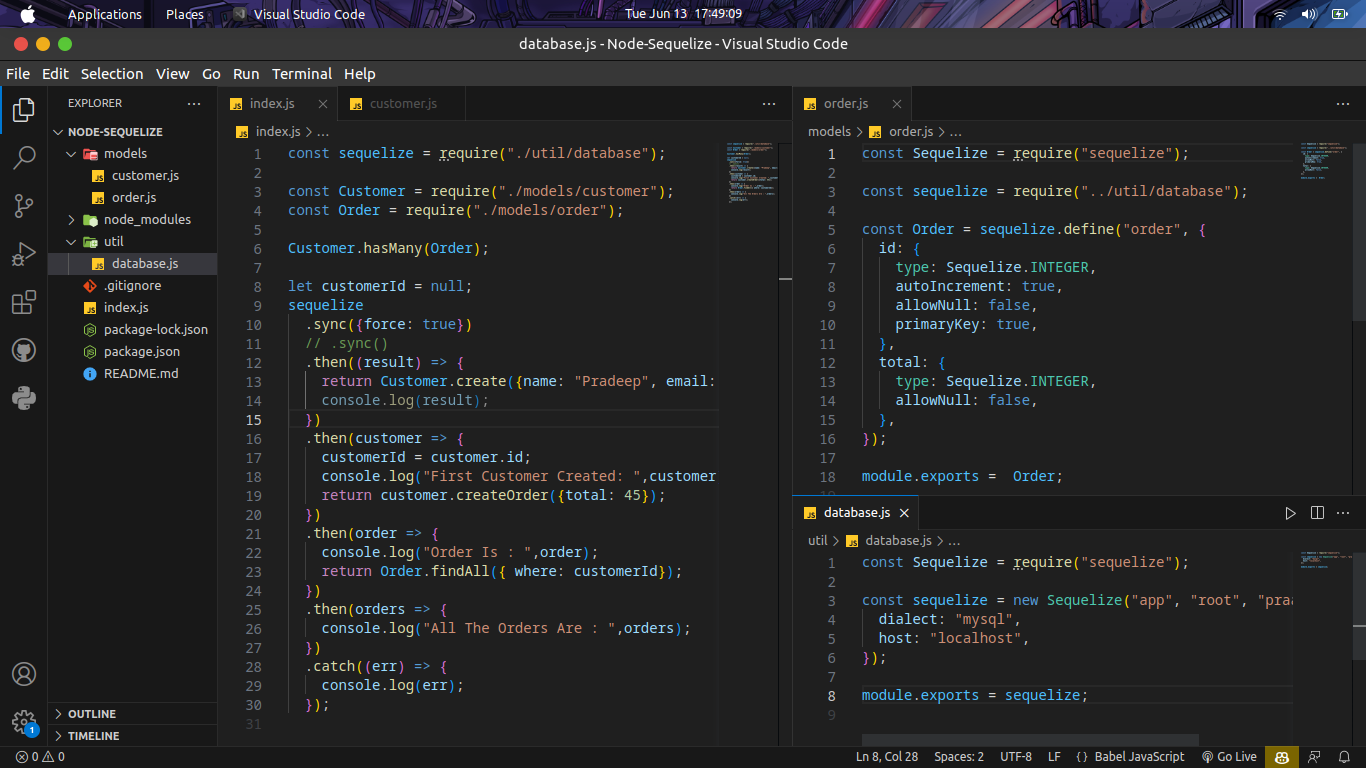 Applications Places Visual Studio Code Tue Jun 13 17:49:09
database.js - Node-Sequelize - Visual Studio Code
File Edit Selection View Go Run Terminal Help
EXPLORER ...
NODE-SEQUELIZE
models
customer.js
order.js
node_modules
util
database.js
.gitignore
index.js
package-lock.json
package.json
README.md
OUTLINE
TIMELINE
1
JS index.js
JS customer.js
...
JS index.js > ...
1 const sequelize = require("./util/database");
2
3 const Customer = require("./models/customer");
4 const Order = require("./models/order");
5
6 Customer.hasMany(Order);
7
8 let customerId = null;
9 sequelize
10 .sync({force: true})
11 // .sync()
12 .then((result) => {
13 return Customer.create({name: "Pradeep", email:
14 console.log(result);
15 })
16 .then(customer => {
17 customerId = customer.id;
18 console.log("First Customer Created: ",customer
19 return customer.createOrder({total: 45});
20 })
21 .then(order => {
22 console.log("Order Is : ",order);
23 return Order.findAll({ where: customerId});
24 })
25 .then(orders => {
26 console.log("All The Orders Are : ",orders);
27 })
28 .catch((err) => {
29 console.log(err);
30 });
31
JS order.js
...
models > JS order.js > ...
1 const Sequelize = require("sequelize");
2
3 const sequelize = require("../util/database");
4
5 const Order = sequelize.define("order", {
6 id: {
7 type: Sequelize.INTEGER,
8 autoIncrement: true,
9 allowNull: false,
10 primaryKey: true,
11 },
12 total: {
13 type: Sequelize.INTEGER,
14 allowNull: false,
15 },
16 });
17
18 module.exports = Order;
JS database.js
...
util > JS database.js > ...
1 const Sequelize = require("sequelize");
2
3 const sequelize = new Sequelize("app", "root", "praa
4 dialect: "mysql",
5 host: "localhost",
6 });
7
8 module.exports = sequelize;
9
0 0 Ln 8, Col 28 Spaces: 2 UTF-8 LF { } Babel JavaScript Go Live